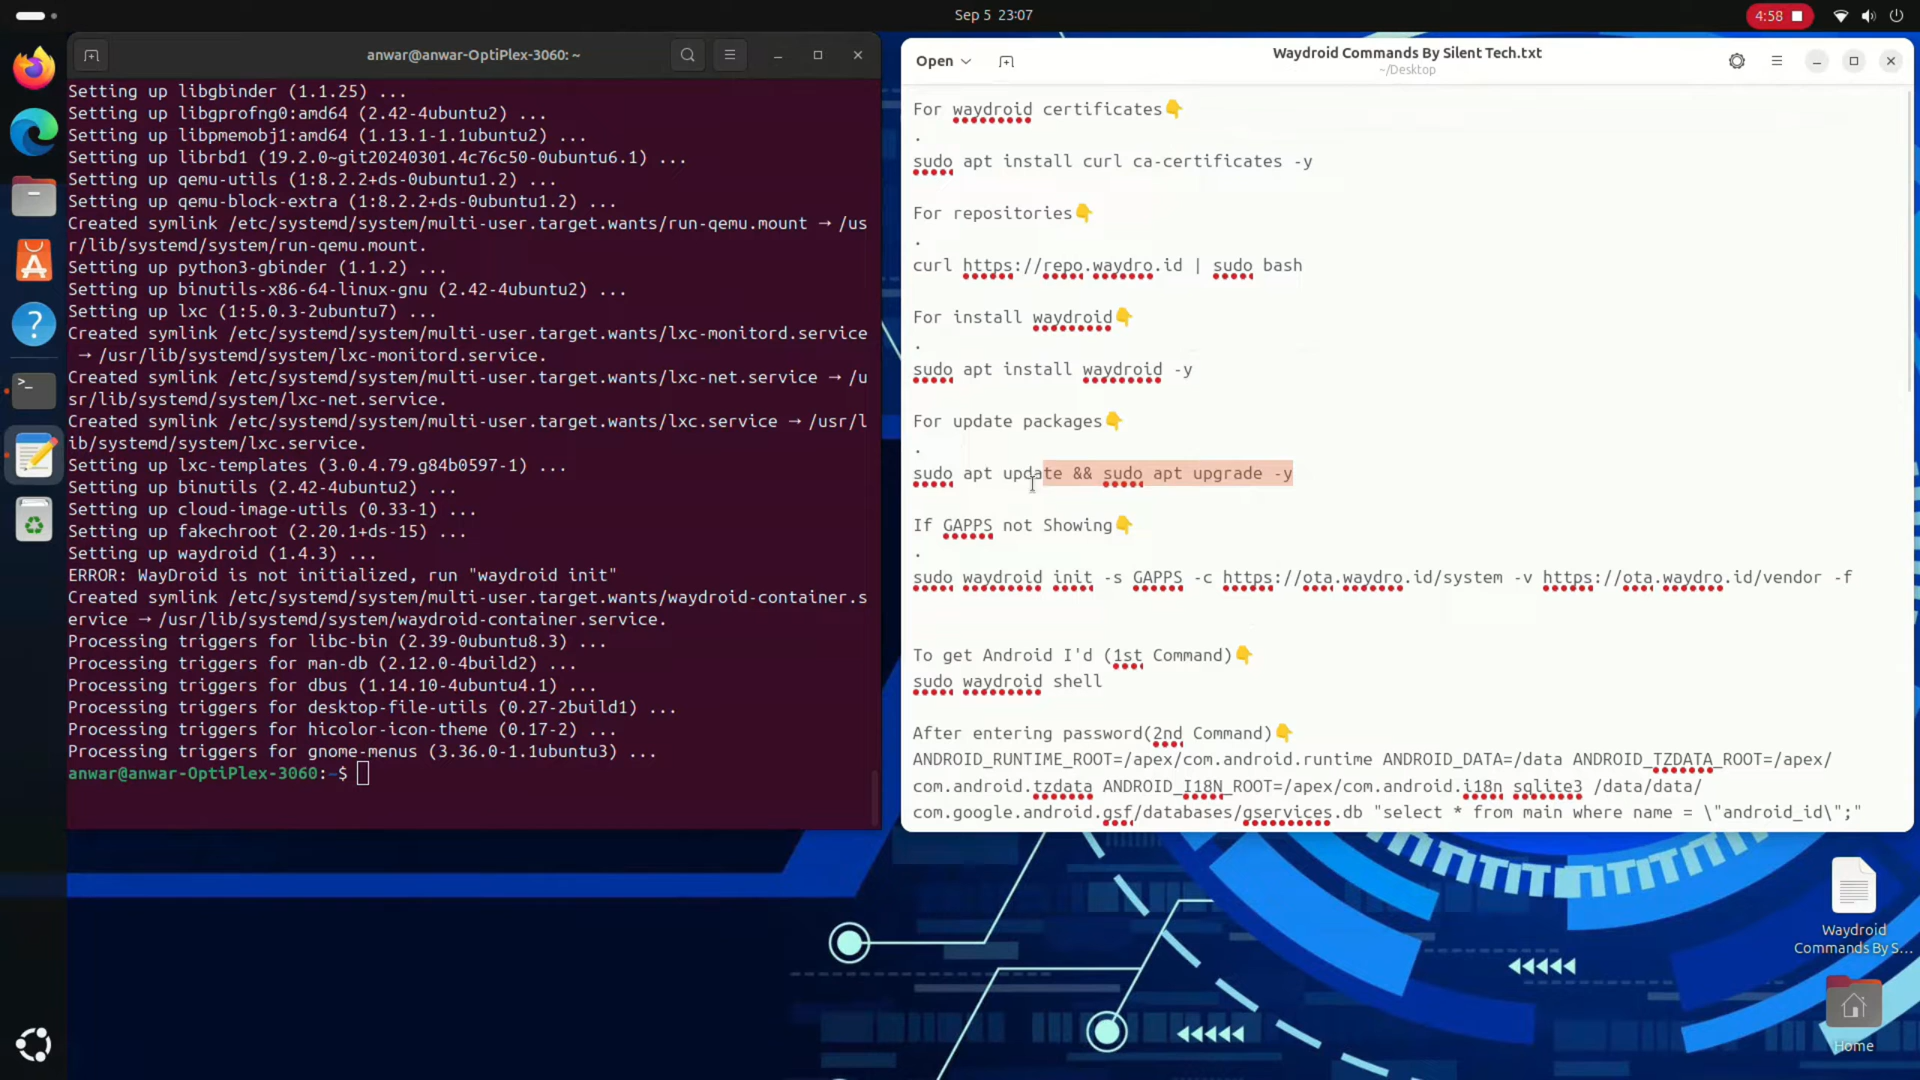 Sep 5 23:07
4:58
anwar@anwar-OptiPlex-3060: ~
Setting up libgbinder (1.1.25) ...
Setting up libgprofng0:amd64 (2.42-4ubuntu2) ...
Setting up libpmemobj1:amd64 (1.13.1-1.1ubuntu2) ...
Setting up librbd1 (19.2.0~git20240301.4c76c50-0ubuntu6.1) ...
Setting up qemu-utils (1:8.2.2+ds-0ubuntu1.2) ...
Setting up qemu-block-extra (1:8.2.2+ds-0ubuntu1.2) ...
Created symlink /etc/systemd/system/multi-user.target.wants/run-qemu.mount → /us
r/lib/systemd/system/run-qemu.mount.
Setting up python3-gbinder (1.1.2) ...
Setting up binutils-x86-64-linux-gnu (2.42-4ubuntu2) ...
Setting up lxc (1:5.0.3-2ubuntu7) ...
Created symlink /etc/systemd/system/multi-user.target.wants/lxc-monitord.service
→ /usr/lib/systemd/system/lxc-monitord.service.
Created symlink /etc/systemd/system/multi-user.target.wants/lxc-net.service → /u
sr/lib/systemd/system/lxc-net.service.
Created symlink /etc/systemd/system/multi-user.target.wants/lxc.service → /usr/l
ib/systemd/system/lxc.service.
Setting up lxc-templates (3.0.4.79.g84b0597-1) ...
Setting up binutils (2.42-4ubuntu2) ...
Setting up cloud-image-utils (0.33-1) ...
Setting up fakechroot (2.20.1+ds-15) ...
Setting up waydroid (1.4.3) ...
ERROR: WayDroid is not initialized, run "waydroid init"
Created symlink /etc/systemd/system/multi-user.target.wants/waydroid-container.s
ervice → /usr/lib/systemd/system/waydroid-container.service.
Processing triggers for libc-bin (2.39-0ubuntu8.3) ...
Processing triggers for man-db (2.12.0-4build2) ...
Processing triggers for dbus (1.14.10-4ubuntu4.1) ...
Processing triggers for desktop-file-utils (0.27-2build1) ...
Processing triggers for hicolor-icon-theme (0.17-2) ...
Processing triggers for gnome-menus (3.36.0-1.1ubuntu3) ...
anwar@anwar-OptiPlex-3060:~$
Open
Waydroid Commands By Silent Tech.txt
~/Desktop
For waydroid certificates👇
.
sudo apt install curl ca-certificates -y
For repositories👇
.
curl https://repo.waydro.id | sudo bash
For install waydroid👇
.
sudo apt install waydroid -y
For update packages👇
.
sudo apt update && sudo apt upgrade -y
If GAPPS not Showing👇
.
sudo waydroid init -s GAPPS -c https://ota.waydro.id/system -v https://ota.waydro.id/vendor -f
To get Android I'd (1st Command)👇
sudo waydroid shell
After entering password(2nd Command)👇
ANDROID_RUNTIME_ROOT=/apex/com.android.runtime ANDROID_DATA=/data ANDROID_TZDATA_ROOT=/apex/
com.android.tzdata ANDROID_I18N_ROOT=/apex/com.android.i18n sqlite3 /data/data/
com.google.android.gsf/databases/gservices.db "select * from main where name = \"android_id\";"
Waydroid
Commands By S...
Home